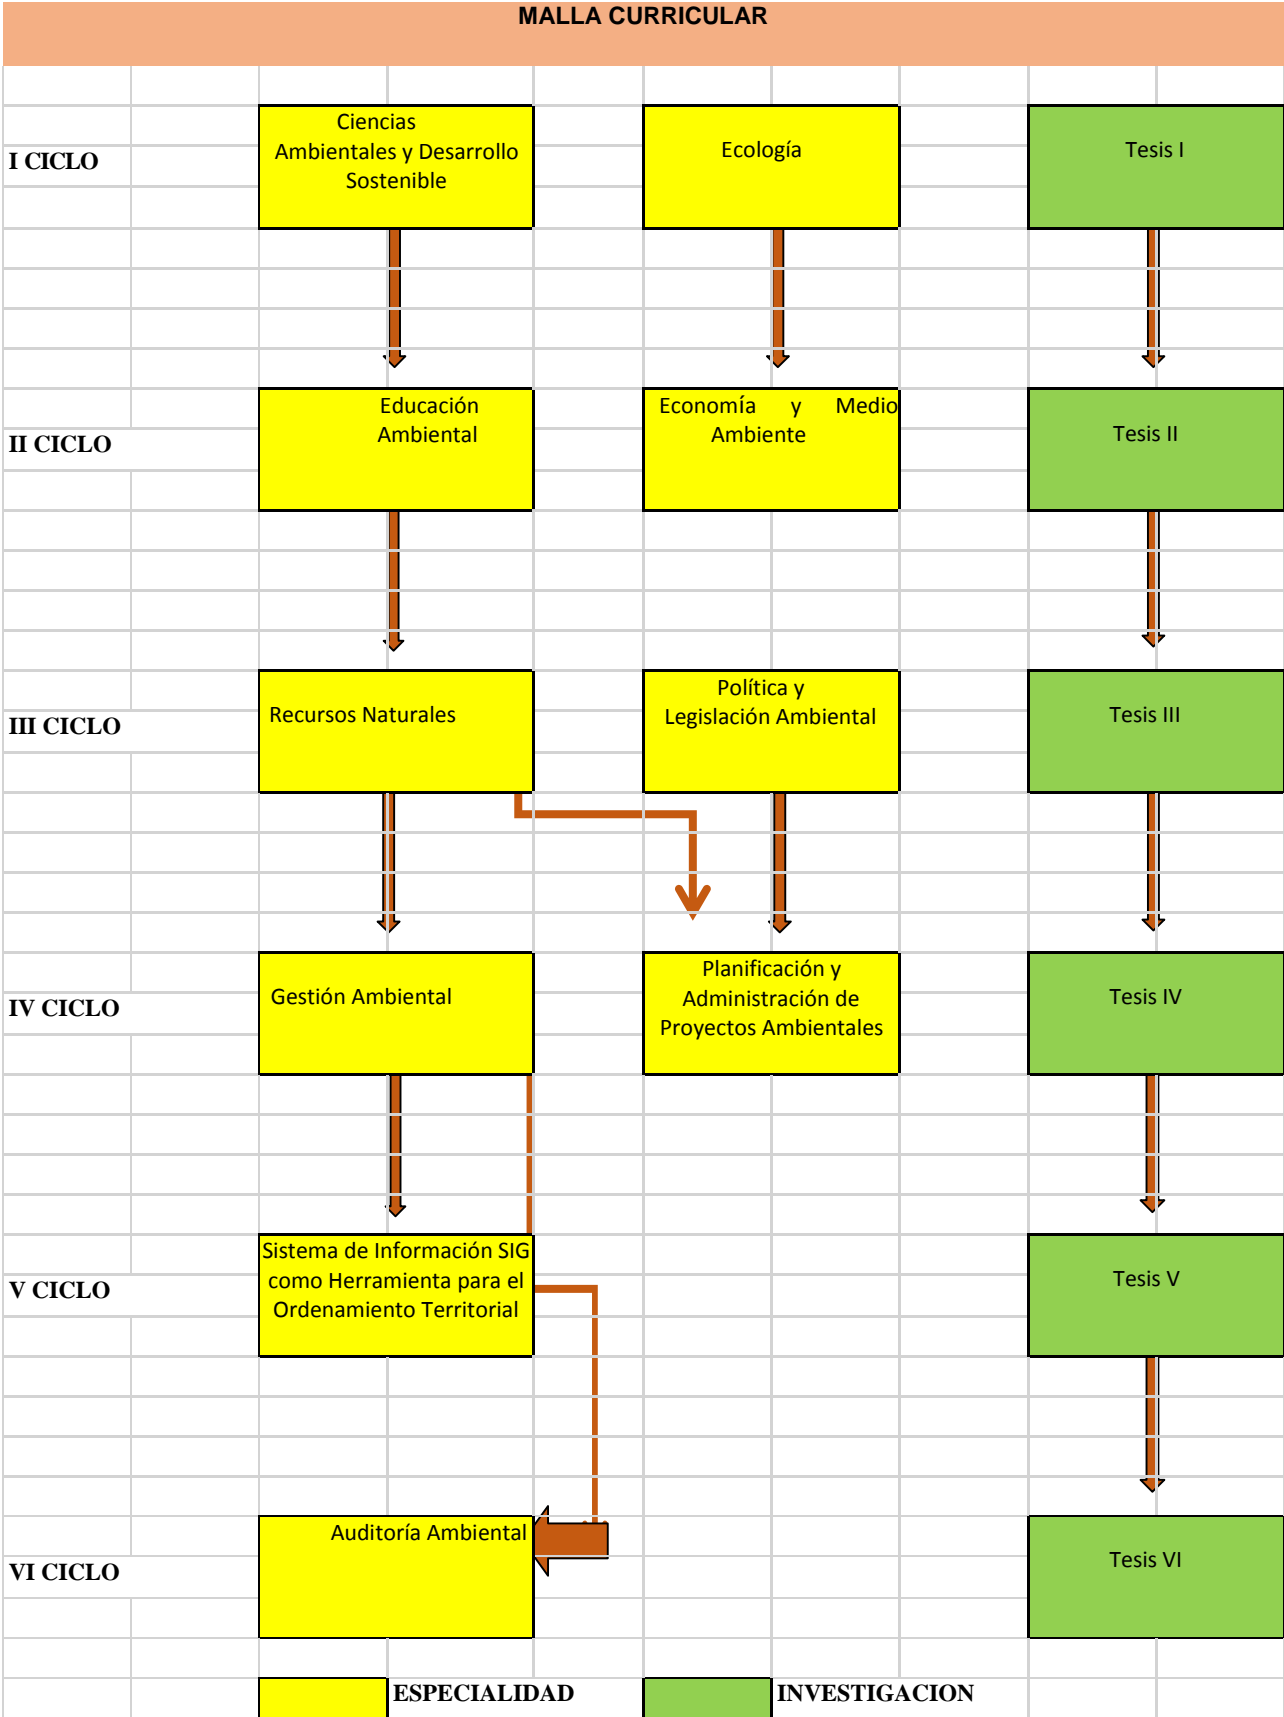 MALLA CURRICULAR
I CICLO
Ciencias
Ambientales y Desarrollo
Sostenible
Ecología
Tesis I
II CICLO
Educación
Ambiental
Economía y Medio
Ambiente
Tesis II
III CICLO
Recursos Naturales
Política y
Legislación Ambiental
Tesis III
IV CICLO
Gestión Ambiental
Planificación y
Administración de
Proyectos Ambientales
Tesis IV
V CICLO
Sistema de Información SIG
como Herramienta para el
Ordenamiento Territorial
Tesis V
VI CICLO
Auditoría Ambiental
Tesis VI
ESPECIALIDAD
INVESTIGACION